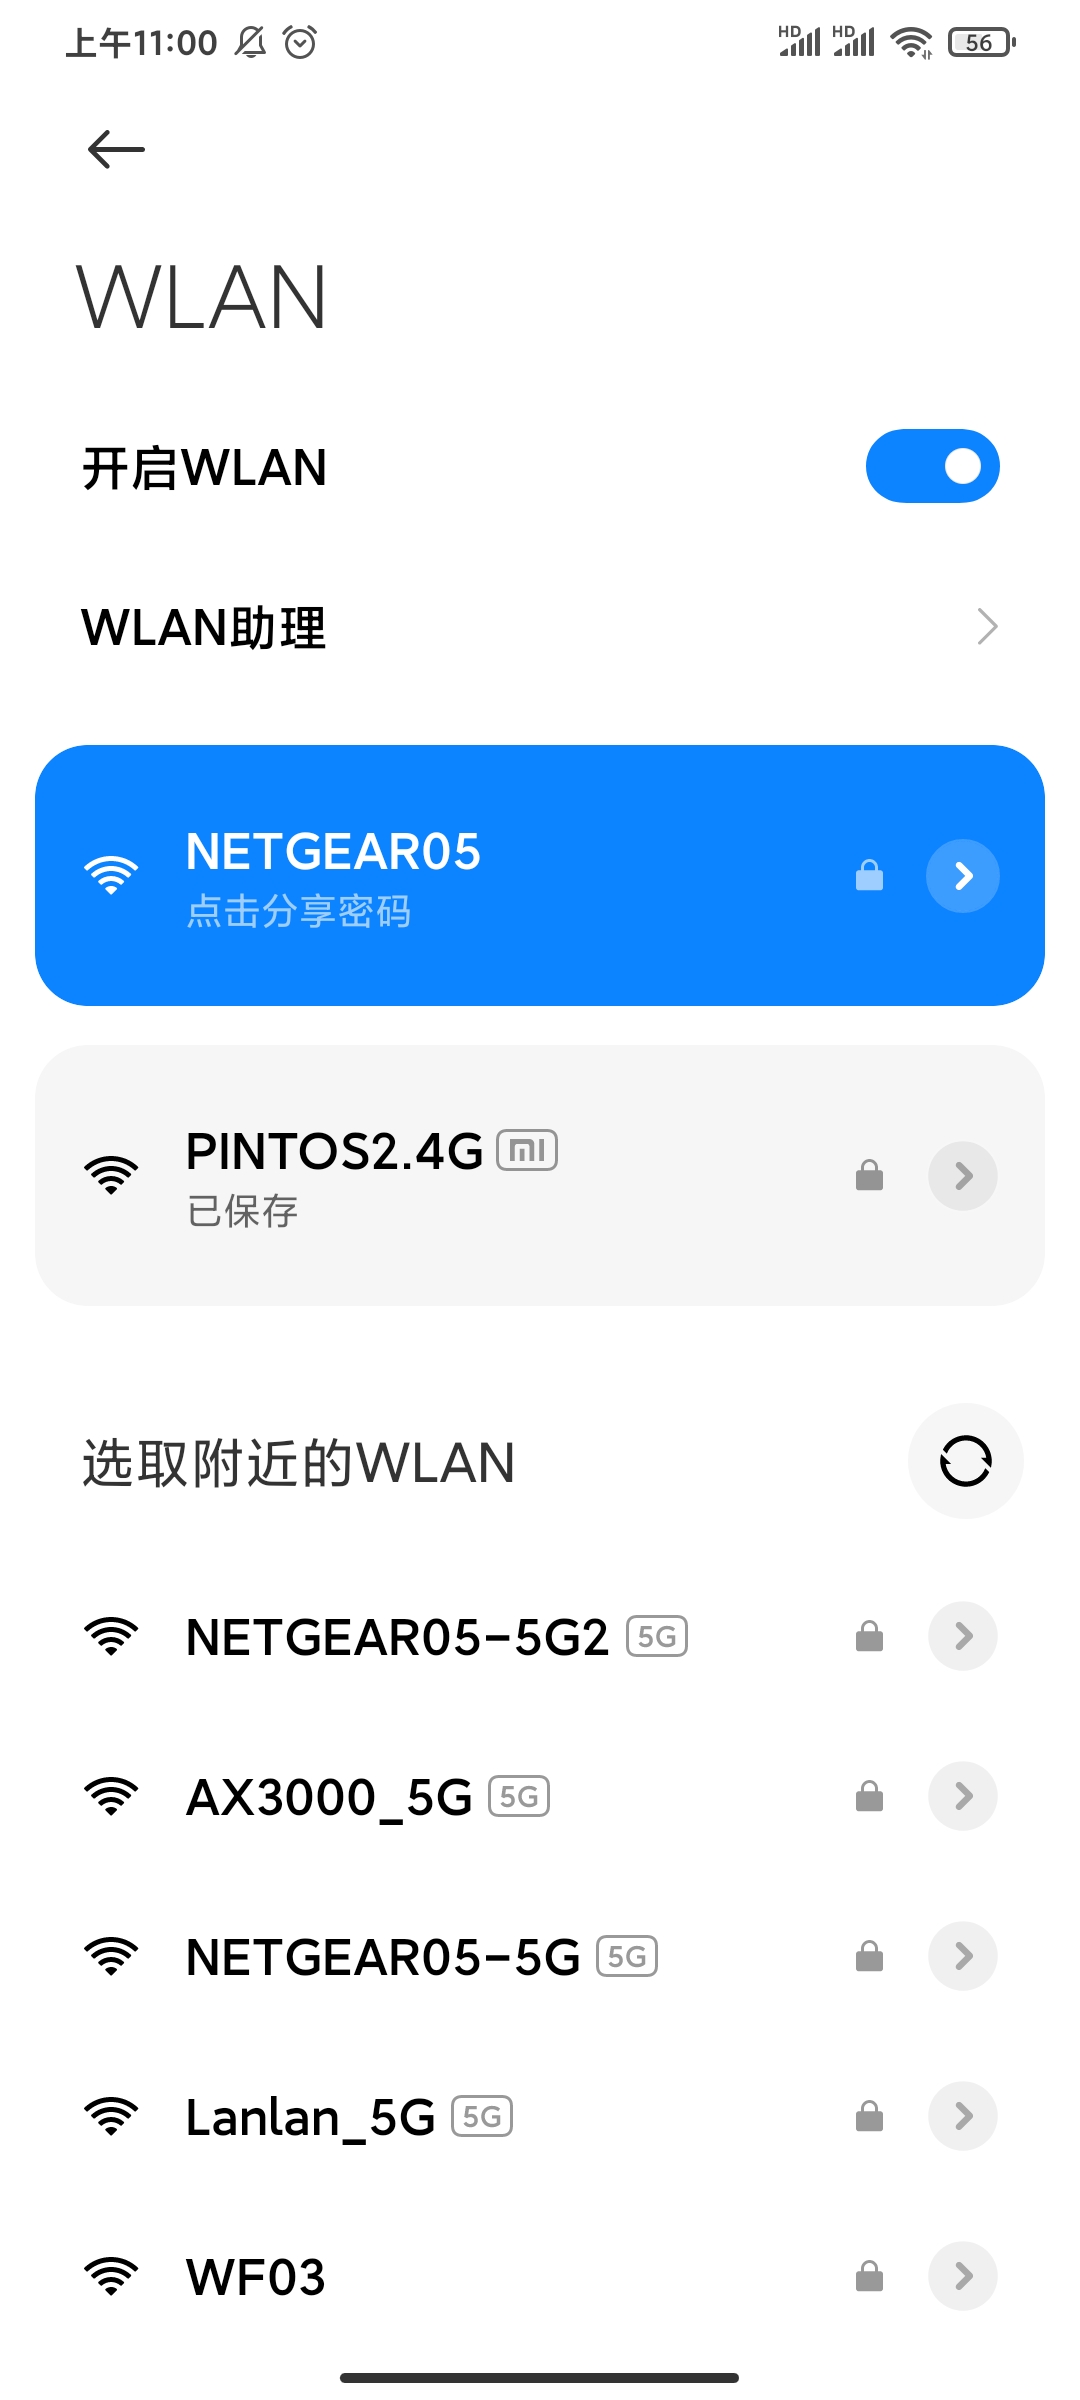 上午11:00 HD HD 56
WLAN
开启WLAN
WLAN助理
NETGEAR05
点击分享密码
PINTOS2.4G mi
已保存
选取附近的WLAN
NETGEAR05-5G2 5G
AX3000_5G 5G
NETGEAR05-5G 5G
Lanlan_5G 5G
WF03